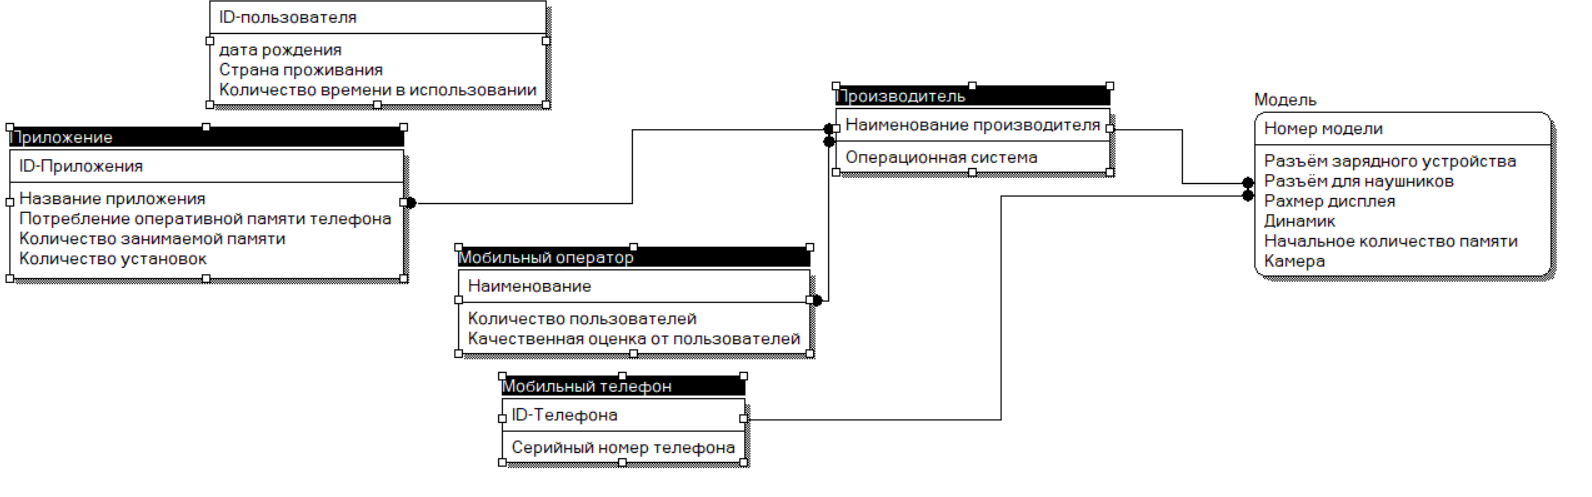 ID-пользователя
дата рождения
Страна проживания
Количество времени в использовании
Приложение
ID-Приложения
Название приложения
Потребление оперативной памяти телефона
Количество занимаемой памяти
Количество установок
Мобильный оператор
Наименование
Количество пользователей
Качественная оценка от пользователей
Мобильный телефон
ID-Телефона
Серийный номер телефона
Производитель
Наименование производителя
Операционная система
Модель
Номер модели
Разъём зарядного устройства
Разъём для наушников
Рахмер дисплея
Динамик
Начальное количество памяти
Камера